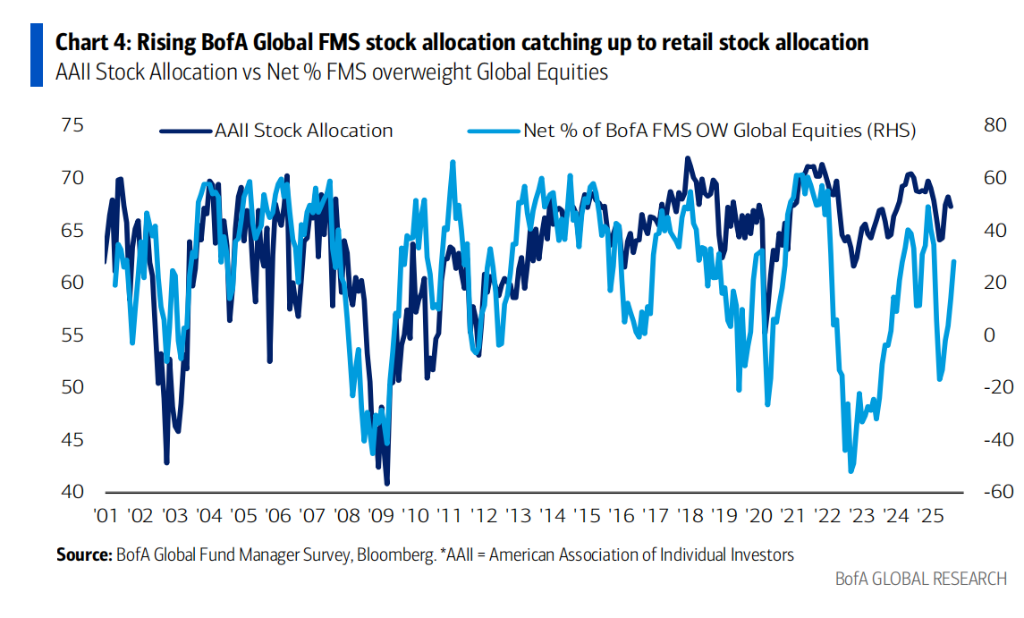 Chart 4: Rising BofA Global FMS stock allocation catching up to retail stock allocation
AAII Stock Allocation vs Net % FMS overweight Global Equities
AAII Stock Allocation
Net % of BofA FMS OW Global Equities (RHS)
75
70
65
60
55
50
45
40
80
60
40
20
0
-20
-40
-60
'01 '02 '03 '04 '05 '06 '07 '08 '09 '10 '11 '12 '13 '14 '15 '16 '17 '18 '19 '20 '21 '22 '23 '24 '25
Source: BofA Global Fund Manager Survey, Bloomberg. *AAII = American Association of Individual Investors
BofA GLOBAL RESEARCH